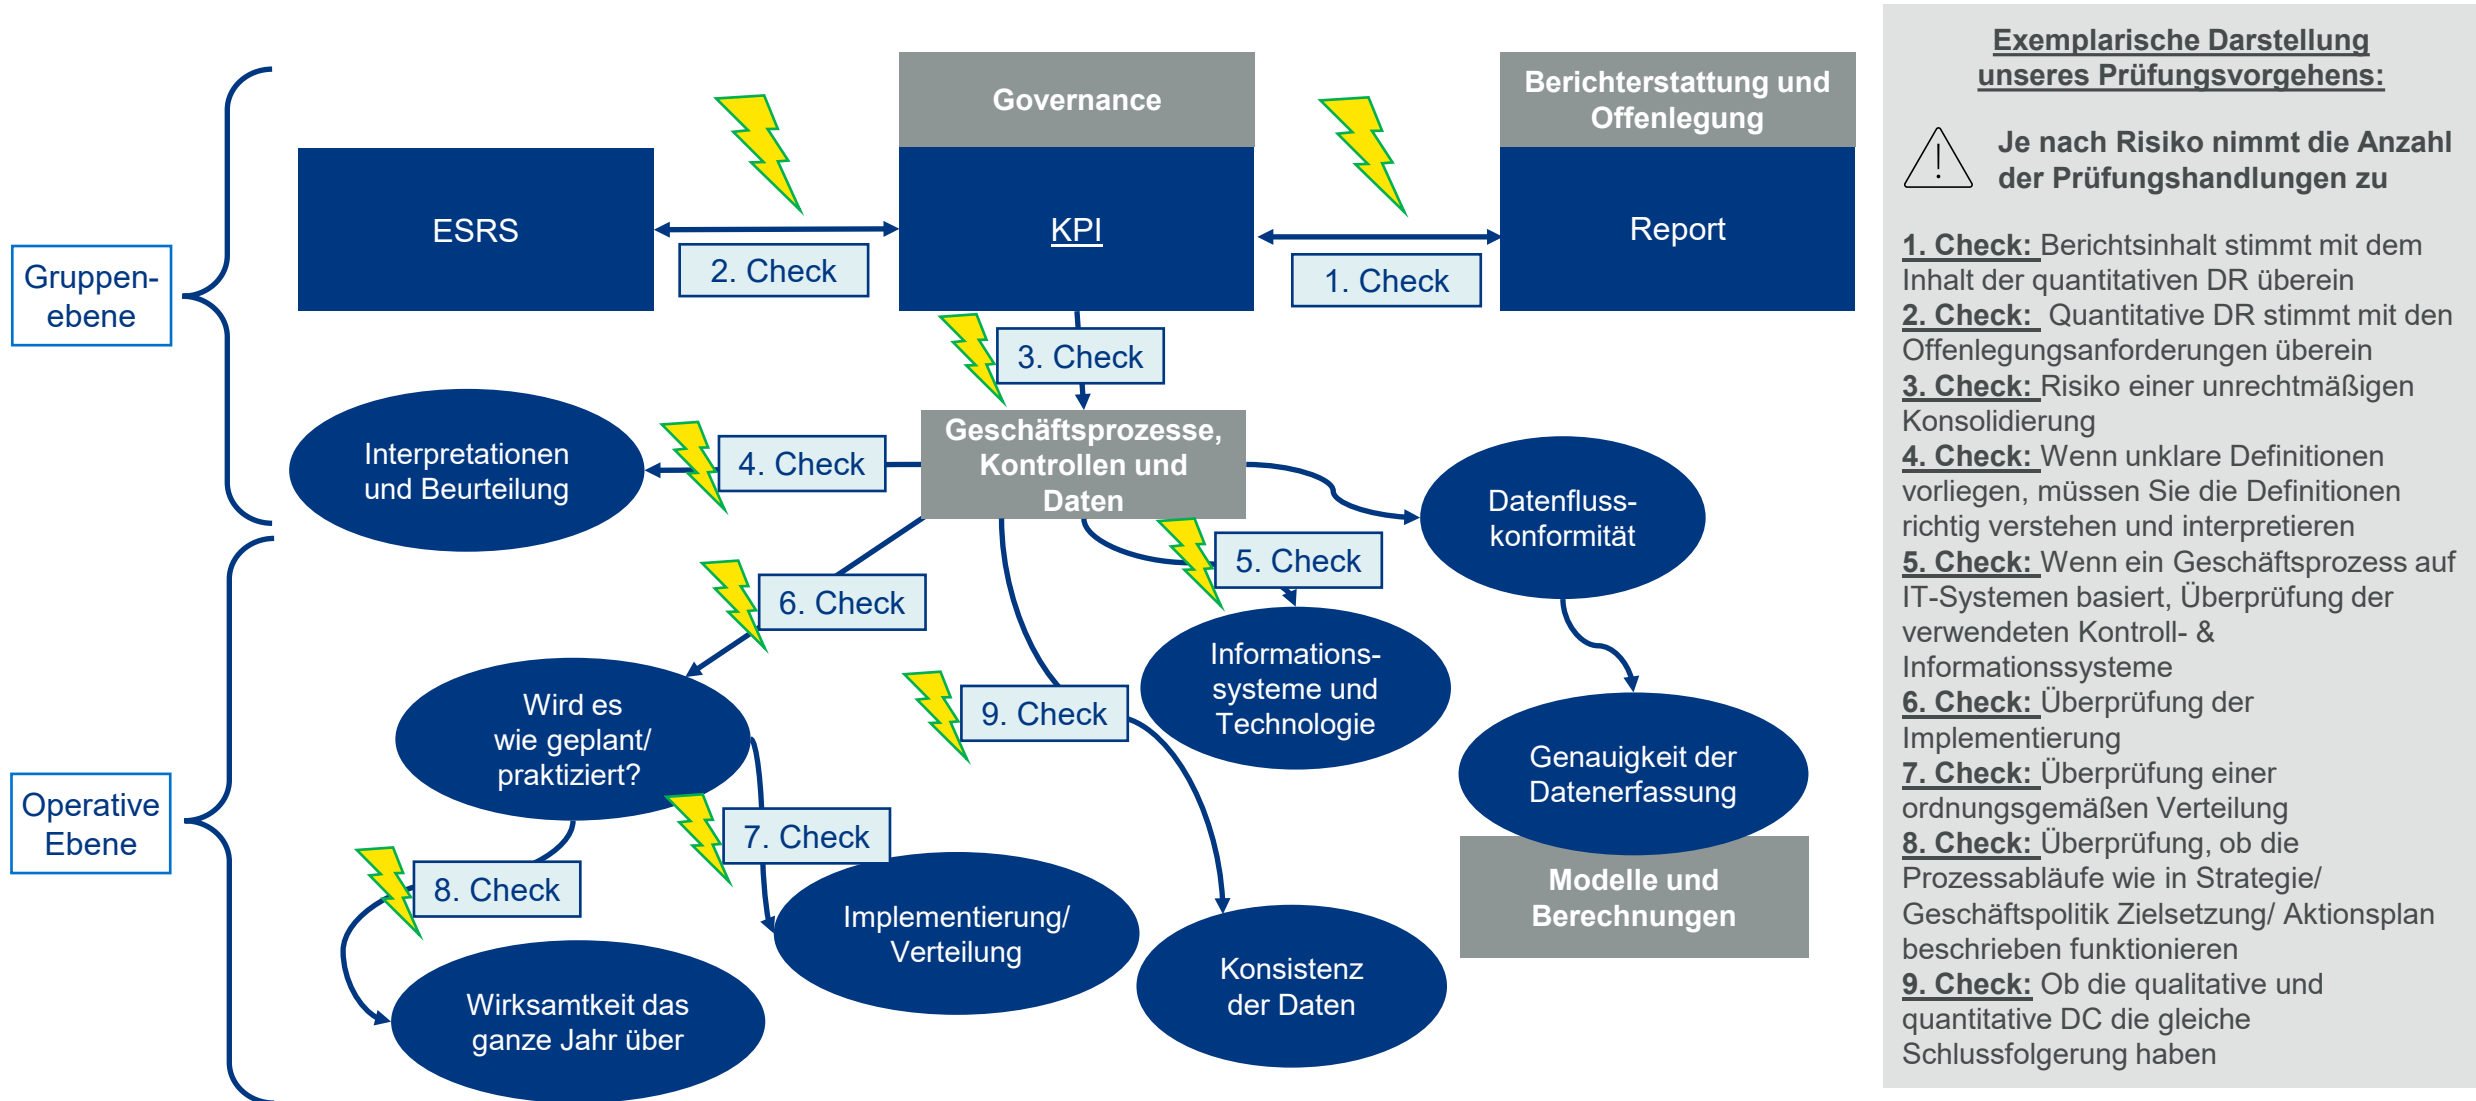 Gruppen-
ebene
Operative
Ebene
ESRS
2. Check
Governance
KPI
1. Check
Berichterstattung und
Offenlegung
Report
3. Check
Interpretationen
und Beurteilung
4. Check
Geschäftsprozesse,
Kontrollen und
Daten
Datenfluss-
konformität
5. Check
6. Check
Informations-
systeme und
Technologie
Wird es
wie geplant/
praktiziert?
9. Check
Genauigkeit der
Datenerfassung
7. Check
8. Check
Modelle und
Berechnungen
Implementierung/
Verteilung
Konsistenz
der Daten
Wirksamtkeit das
ganze Jahr über
Exemplarische Darstellung
unseres Prüfungsvorgehens:
Je nach Risiko nimmt die Anzahl
der Prüfungshandlungen zu
1. Check: Berichtsinhalt stimmt mit dem
Inhalt der quantitativen DR überein
2. Check: Quantitative DR stimmt mit den
Offenlegungsanforderungen überein
3. Check: Risiko einer unrechtmäßigen
Konsolidierung
4. Check: Wenn unklare Definitionen
vorliegen, müssen Sie die Definitionen
richtig verstehen und interpretieren
5. Check: Wenn ein Geschäftsprozess auf
IT-Systemen basiert, Überprüfung der
verwendeten Kontroll- &
Informationssysteme
6. Check: Überprüfung der
Implementierung
7. Check: Überprüfung einer
ordnungsgemäßen Verteilung
8. Check: Überprüfung, ob die
Prozessabläufe wie in Strategie/
Geschäftspolitik Zielsetzung/ Aktionsplan
beschrieben funktionieren
9. Check: Ob die qualitative und
quantitative DC die gleiche
Schlussfolgerung haben